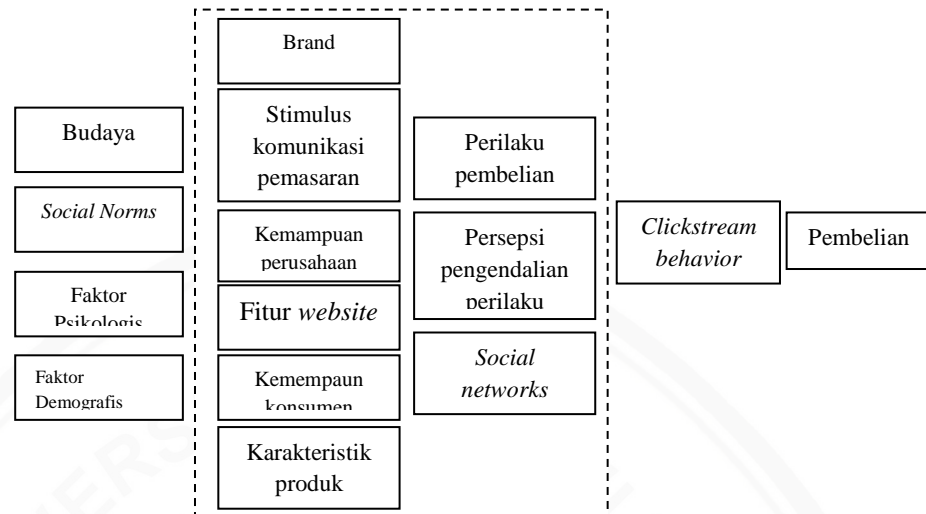 Budaya
Social Norms
Faktor
Psikologis
Faktor
Demografis
Brand
Stimulus
komunikasi
pemasaran
Kemampuan
perusahaan
Fitur website
Kemempaun
konsumen
Karakteristik
produk
Perilaku
pembelian
Persepsi
pengendalian
perilaku
Social
networks
Clickstream
behavior
Pembelian